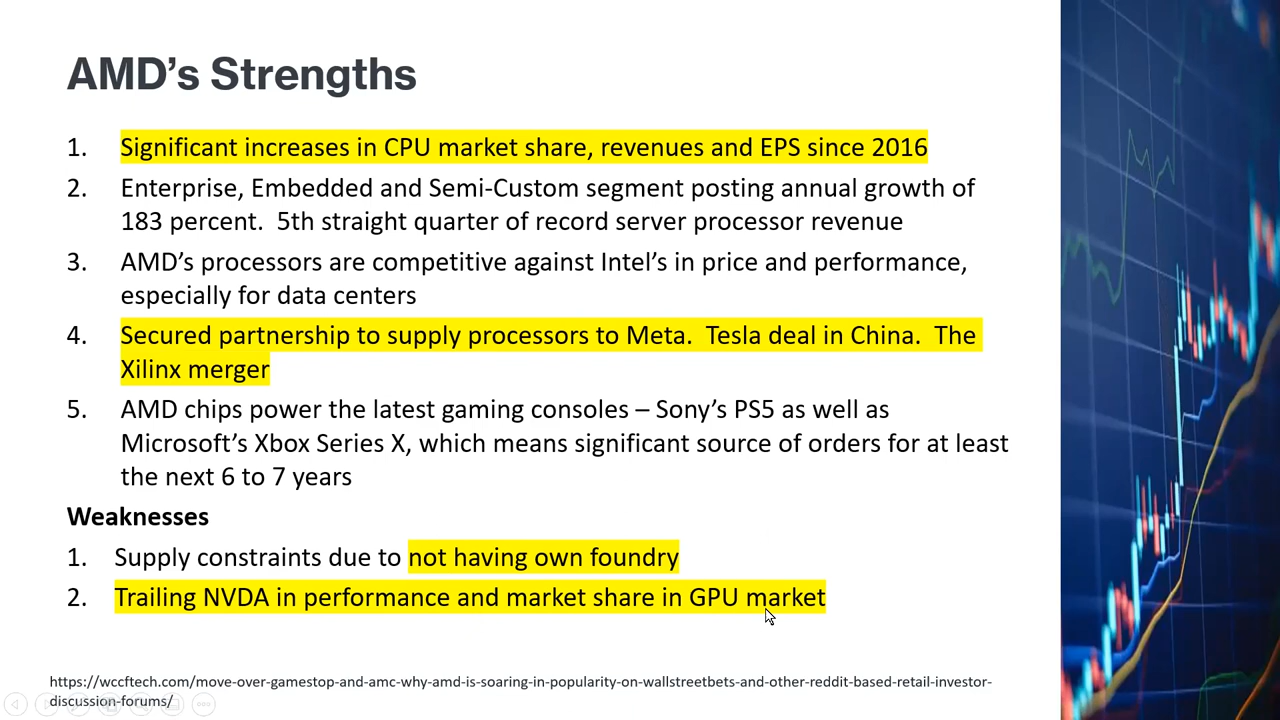 AMD’s Strengths
1. Significant increases in CPU market share, revenues and EPS since 2016
2. Enterprise, Embedded and Semi-Custom segment posting annual growth of
183 percent.  5th straight quarter of record server processor revenue
3. AMD’s processors are competitive against Intel’s in price and performance,
especially for data centers
4. Secured partnership to supply processors to Meta.  Tesla deal in China.  The
Xilinx merger
5. AMD chips power the latest gaming consoles – Sony’s PS5 as well as
Microsoft’s Xbox Series X, which means significant source of orders for at least
the next 6 to 7 years
Weaknesses
1. Supply constraints due to not having own foundry
2. Trailing NVDA in performance and market share in GPU market
https://wccftech.com/move-over-gamestop-and-amc-why-amd-is-soaring-in-popularity-on-wallstreetbets-and-other-reddit-based-retail-investor-
discussion-forums/